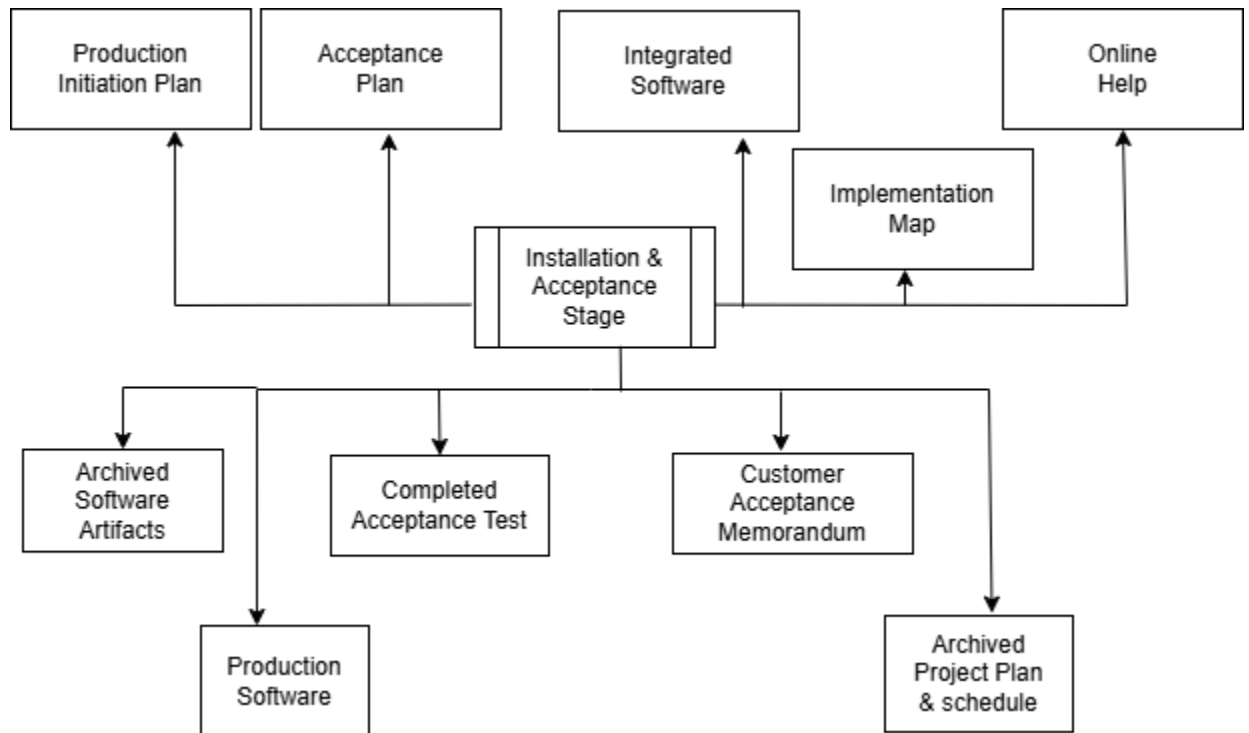 Production
Initiation Plan
Acceptance
Plan
Integrated
Software
Online
Help
Implementation
Map
Installation &
Acceptance
Stage
Archived
Software
Artifacts
Completed
Acceptance Test
Customer
Acceptance
Memorandum
Production
Software
Archived
Project Plan
& schedule